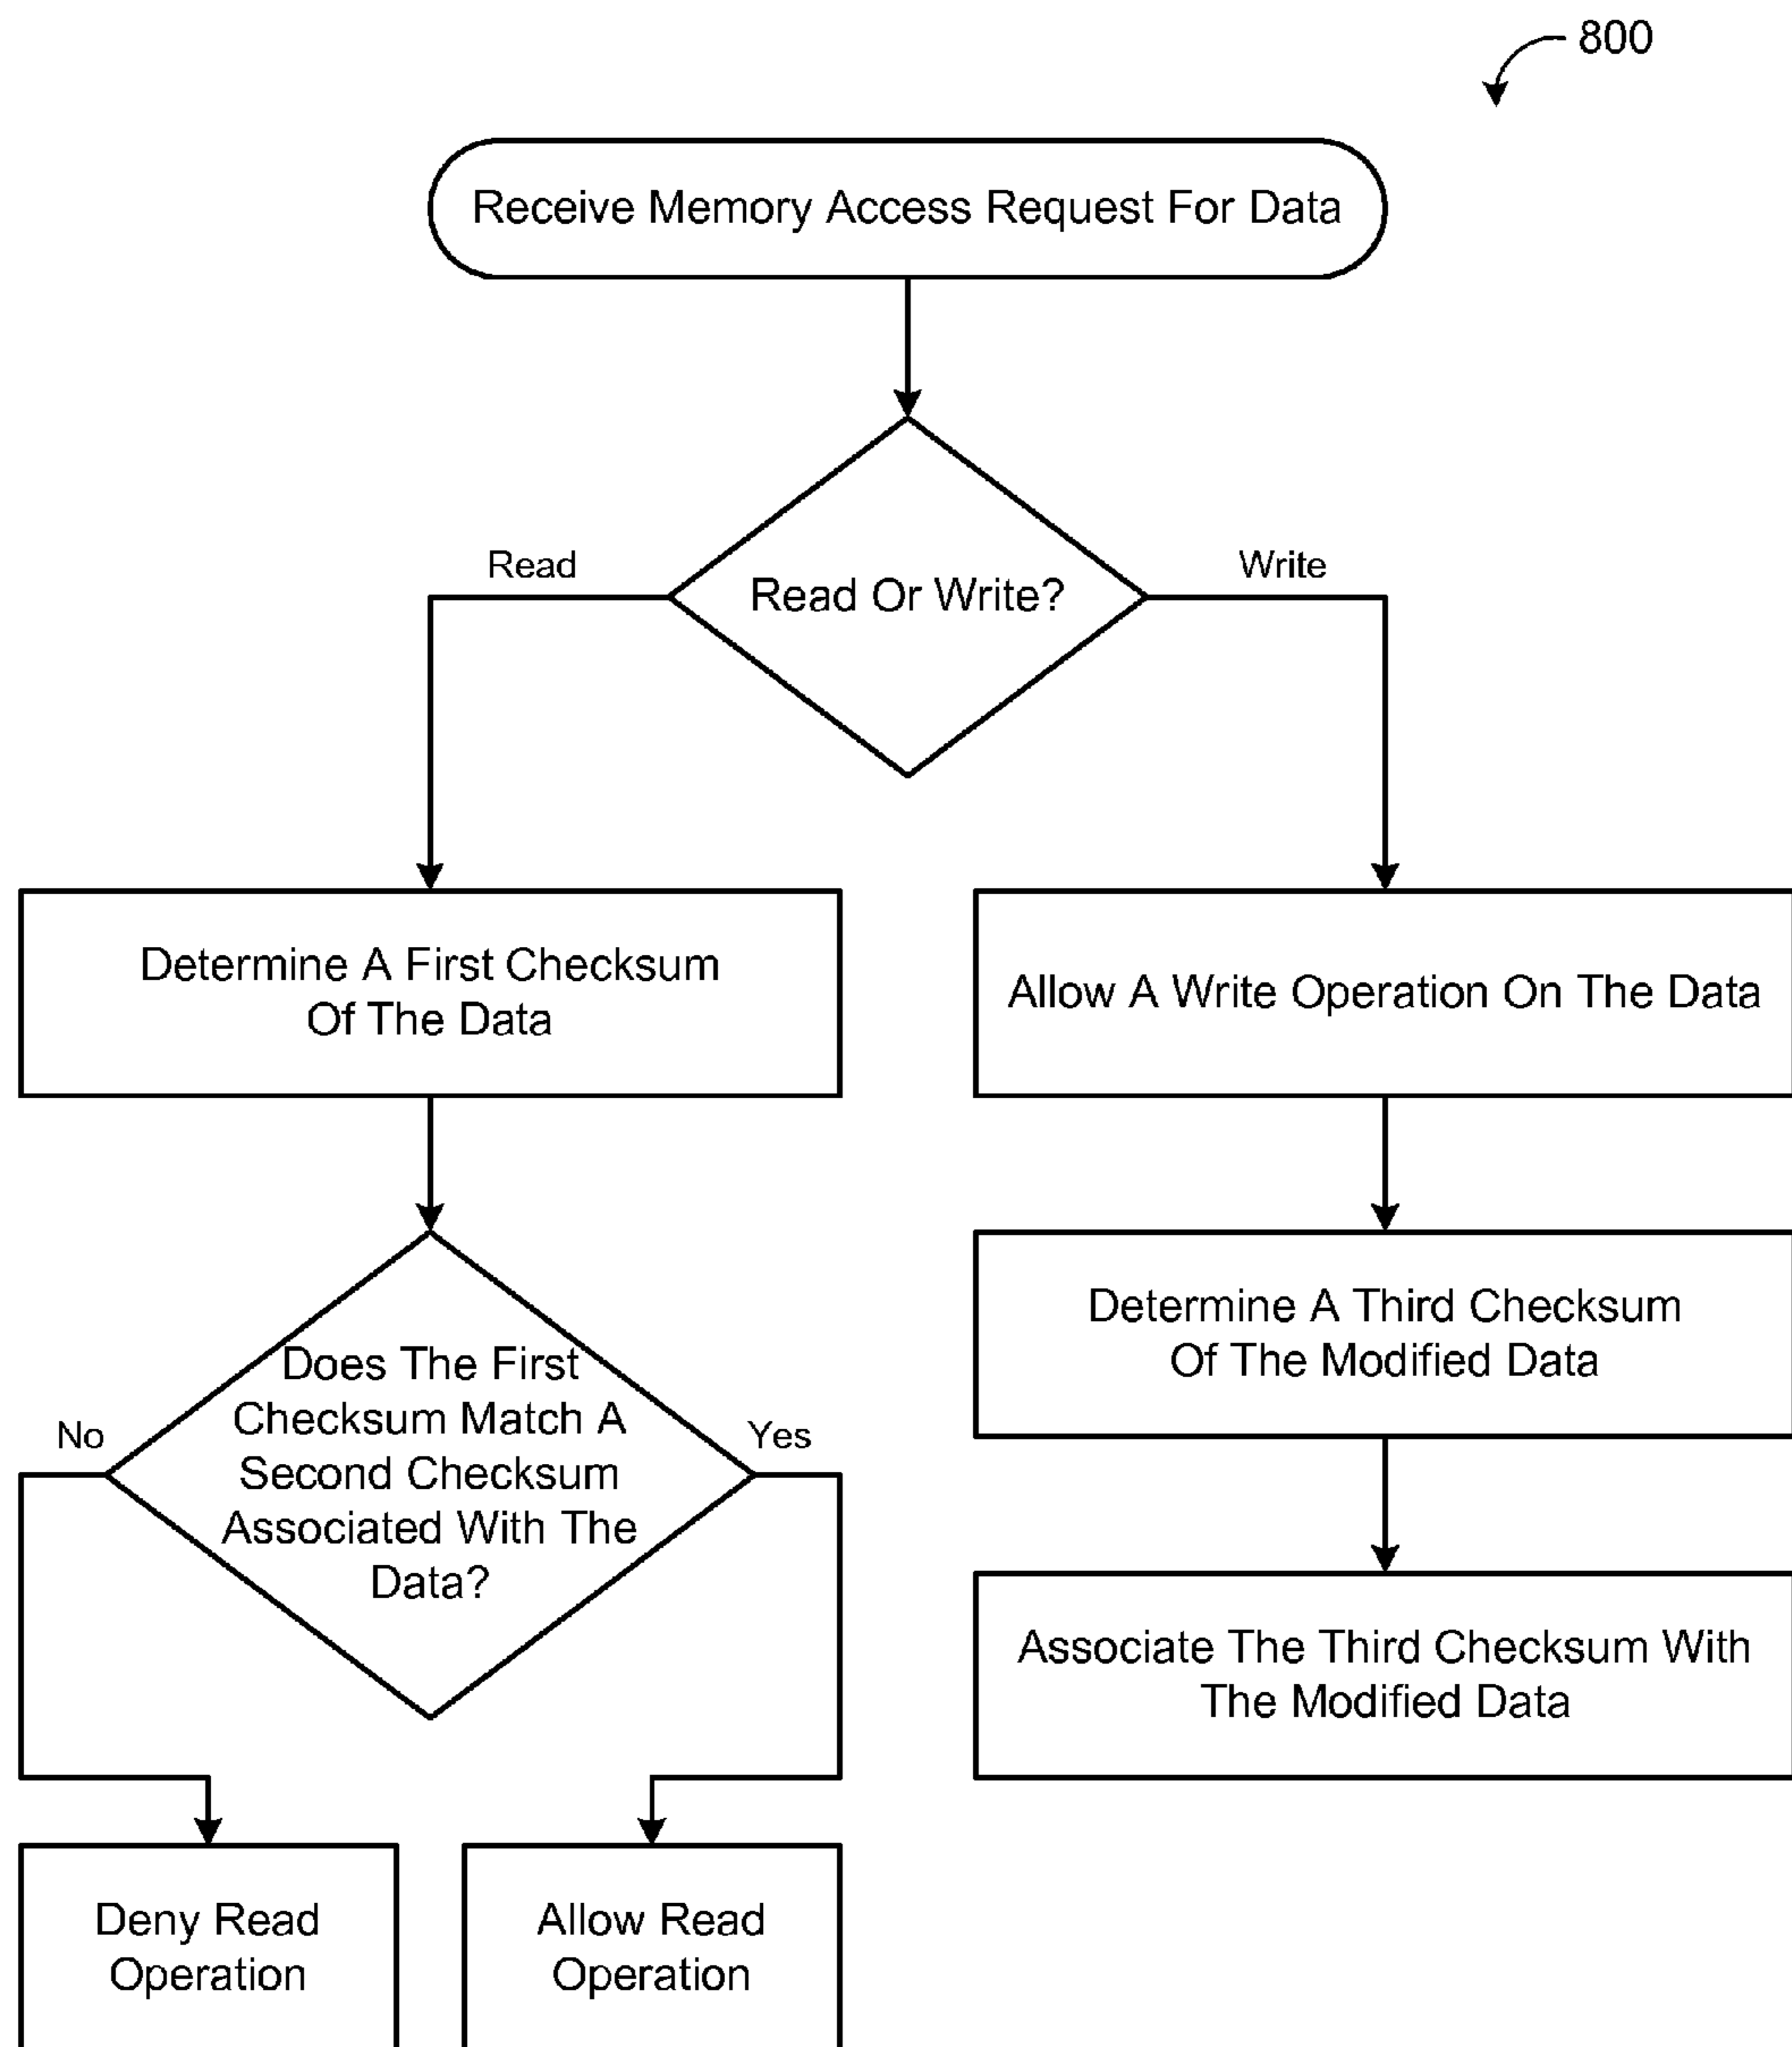 800
Receive Memory Access Request For Data
Read
Read Or Write?
Write
Determine A First Checksum
Of The Data
Allow A Write Operation On The Data
Does The First
Checksum Match A
Second Checksum
Associated With The
Data?
No
Yes
Determine A Third Checksum
Of The Modified Data
Associate The Third Checksum With
The Modified Data
Deny Read
Operation
Allow Read
Operation